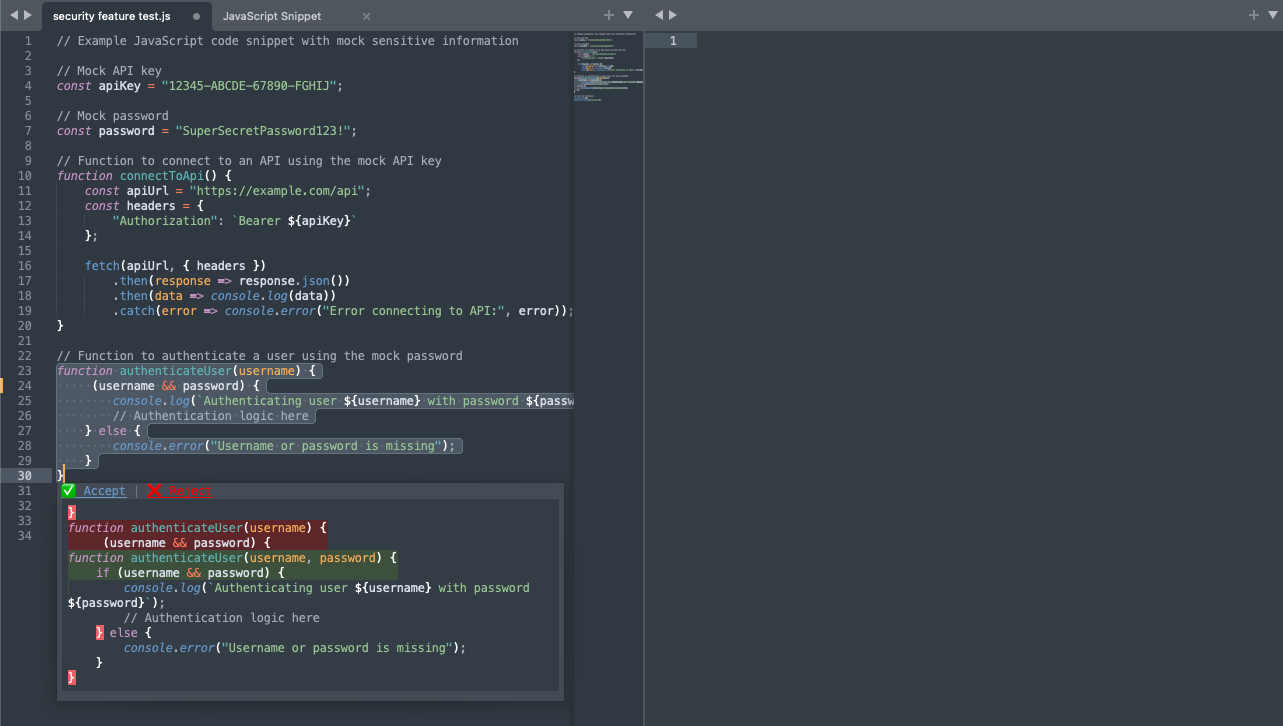 security feature test.js
JavaScript Snippet
1 // Example JavaScript code snippet with mock sensitive information
2
3 // Mock API key
4 const apiKey = "12345-ABCDE-67890-FGHIJ";
5
6 // Mock password
7 const password = "SuperSecretPassword123!";
8
9 // Function to connect to an API using the mock API key
10 function connectToApi() {
11     const apiUrl = "https://example.com/api";
12     const headers = {
13         "Authorization": `Bearer ${apiKey}`
14     };
15
16     fetch(apiUrl, { headers })
17         .then(response => response.json())
18         .then(data => console.log(data))
19         .catch(error => console.error("Error connecting to API:", error));
20 }
21
22 // Function to authenticate a user using the mock password
23 function authenticateUser(username) {
24      (username && password) {
25         console.log(`Authenticating user ${username} with password ${passw
26         // Authentication logic here
27     } else {
28         console.error("Username or password is missing");
29     }
30 }
31
32
33
34
✅ Accept | ❌ Reject
}
function authenticateUser(username) {
     (username && password) {
function authenticateUser(username, password) {
    if (username && password) {
        console.log(`Authenticating user ${username} with password
${password}`);
        // Authentication logic here
    } else {
        console.error("Username or password is missing");
    }
}
1